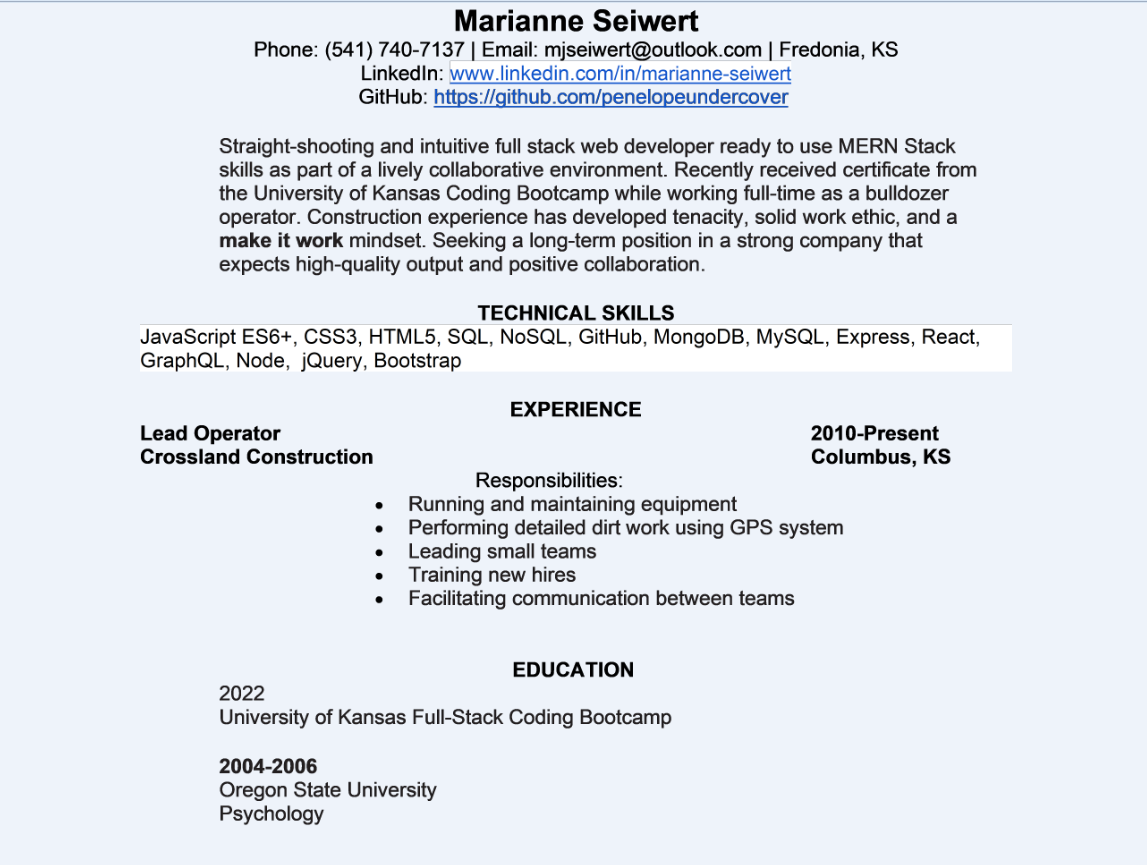 Marianne Seiwert
Phone: (541) 740-7137 | Email: mjseiwert@outlook.com | Fredonia, KS
LinkedIn: www.linkedin.com/in/marianne-seiwert
GitHub: https://github.com/penelopeundercover
Straight-shooting and intuitive full stack web developer ready to use MERN Stack
skills as part of a lively collaborative environment. Recently received certificate from
the University of Kansas Coding Bootcamp while working full-time as a bulldozer
operator. Construction experience has developed tenacity, solid work ethic, and a
make it work mindset. Seeking a long-term position in a strong company that
expects high-quality output and positive collaboration.
TECHNICAL SKILLS
JavaScript ES6+, CSS3, HTML5, SQL, NoSQL, GitHub, MongoDB, MySQL, Express, React,
GraphQL, Node,  jQuery, Bootstrap
EXPERIENCE
Lead Operator 2010-Present
Crossland Construction Columbus, KS
Responsibilities:
• Running and maintaining equipment
• Performing detailed dirt work using GPS system
• Leading small teams
• Training new hires
• Facilitating communication between teams
EDUCATION
2022
University of Kansas Full-Stack Coding Bootcamp
2004-2006
Oregon State University
Psychology